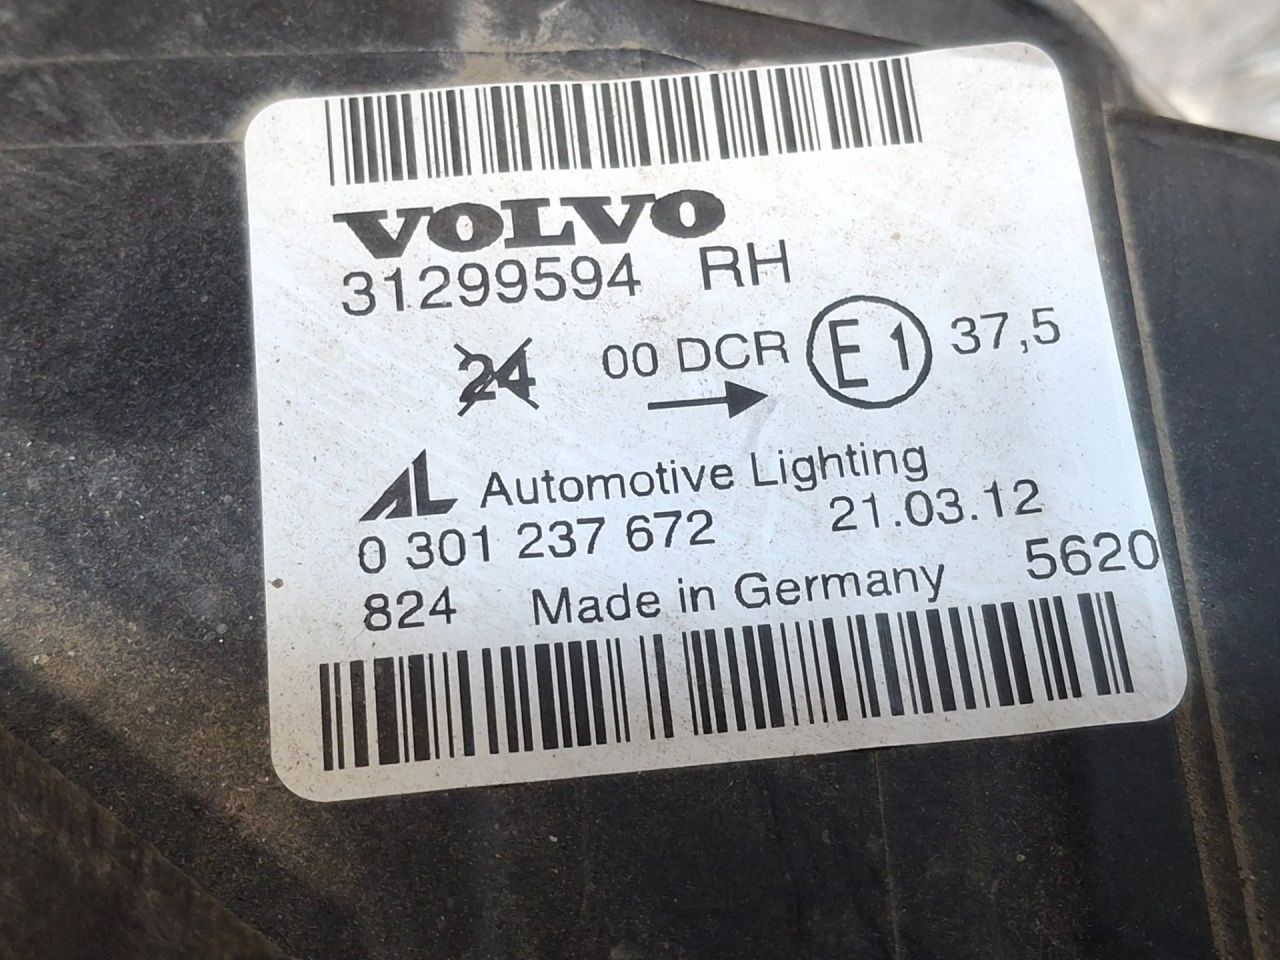 VOLVO
31299594 RH
24 00 DCR E1 37,5
AL Automotive Lighting
0 301 237 672 21.03.12
824 Made in Germany 5620